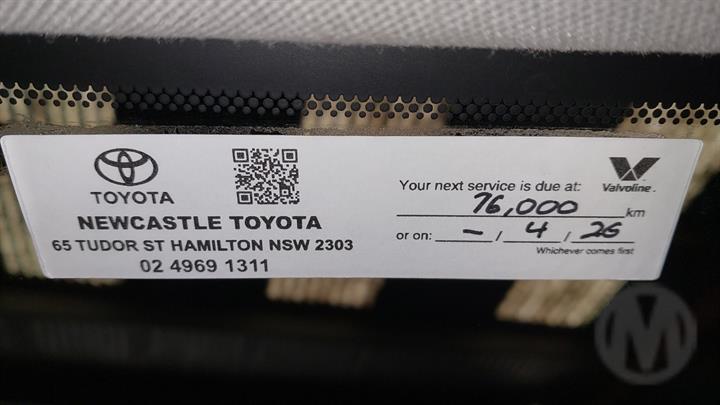 TOYOTA
NEWCASTLE TOYOTA
65 TUDOR ST HAMILTON NSW 2303
02 4969 1311
Valvoline.
Your next service is due at:
76,000 km
or on: - / 4 / 26
Whichever comes first
M